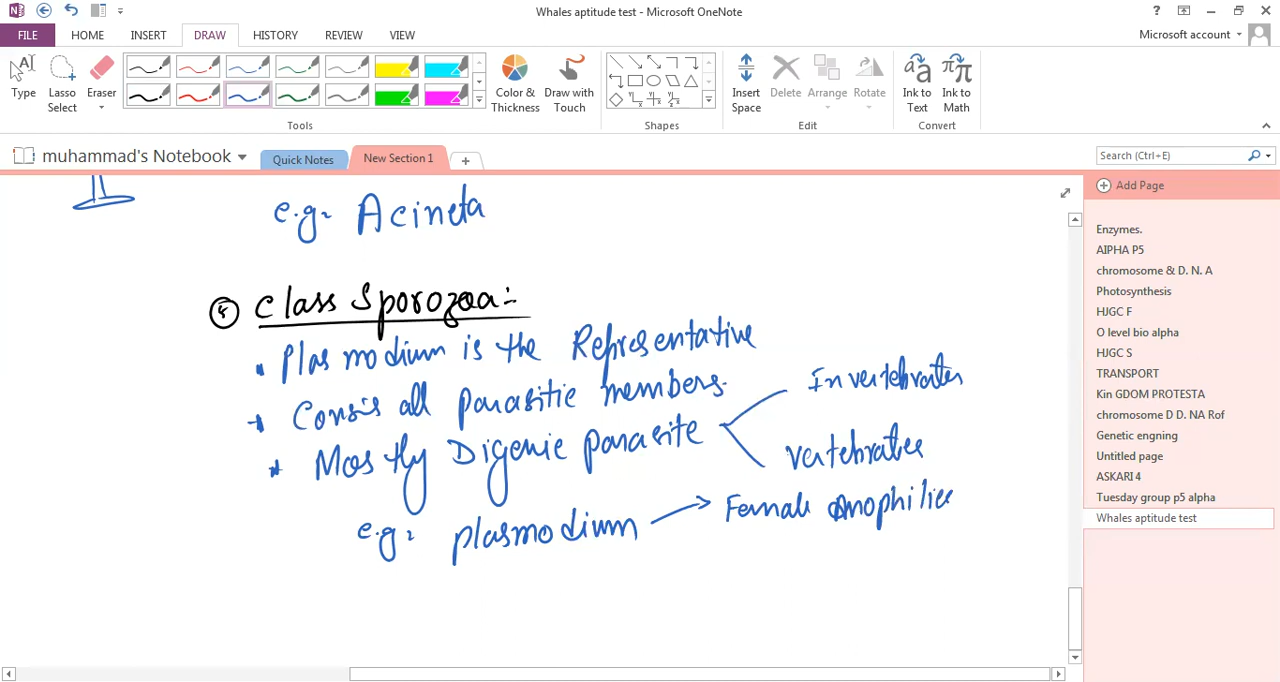 Whales aptitude test - Microsoft OneNote
?
FILE HOME INSERT DRAW HISTORY REVIEW VIEW
Microsoft account
Type
Lasso Select
Eraser
Color & Thickness
Draw with Touch
Insert Space
Delete
Arrange
Rotate
Ink to Text
Ink to Math
Tools Shapes Edit Convert
muhammad's Notebook Quick Notes New Section 1 +
Search (Ctrl+E)
Add Page
Enzymes.
AIPHA P5
chromosome & D. N. A
Photosynthesis
HJGC F
O level bio alpha
HJGC S
TRANSPORT
Kin GDOM PROTESTA
chromosome D D. NA Rof
Genetic engning
Untitled page
ASKARI 4
Tuesday group p5 alpha
Whales aptitude test
e.g= Acineta
Class Sporozoa:-
Plasmodium is the Representative
Consis all parasitic members.
Mostly Digenic parasite
Invertebrates
vertebrates
e.g= plasmodium → Female Anophilies